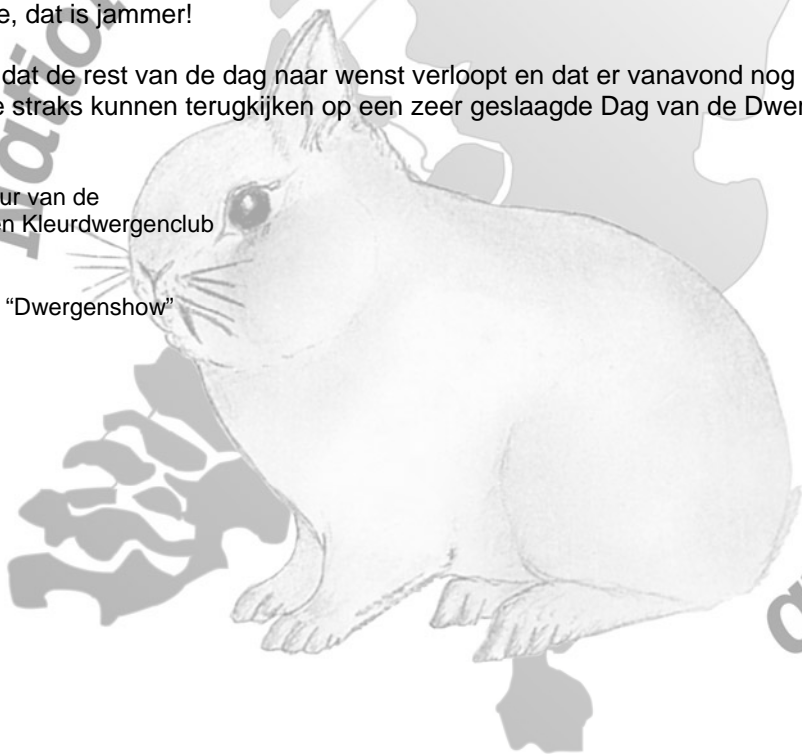 e, dat is jammer!
dat de rest van de dag naar wenst verloopt en dat er vanavond nog
e straks kunnen terugkijken op een zeer geslaagde Dag van de Dwer
ur van de
en Kleurdwergenclub
“Dwergenshow”
natio